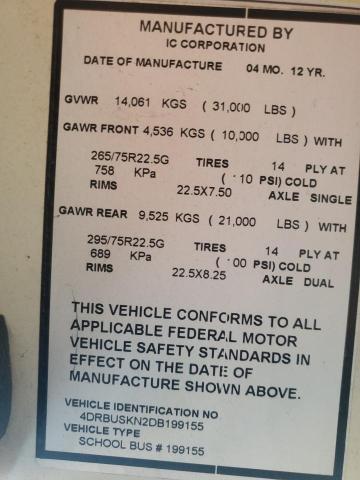 MANUFACTURED BY
IC CORPORATION
DATE OF MANUFACTURE 04 MO. 12 YR.
GVWR 14,061 KGS ( 31,000 LBS )
GAWR FRONT 4,536 KGS ( 10,000 LBS ) WITH
265/75R22.5G TIRES 14 PLY AT
758 KPa ( 10 PSI) COLD
RIMS 22.5X7.50 AXLE SINGLE
GAWR REAR 9,525 KGS ( 21,000 LBS ) WITH
295/75R22.5G TIRES 14 PLY AT
689 KPa ( 00 PSI) COLD
RIMS 22.5X8.25 AXLE DUAL
THIS VEHICLE CONFORMS TO ALL
APPLICABLE FEDERAL MOTOR
VEHICLE SAFETY STANDARDS IN
EFFECT ON THE DATE OF
MANUFACTURE SHOWN ABOVE.
VEHICLE IDENTIFICATION NO
4DRBUSKN2DB199155
VEHICLE TYPE
SCHOOL BUS # 199155